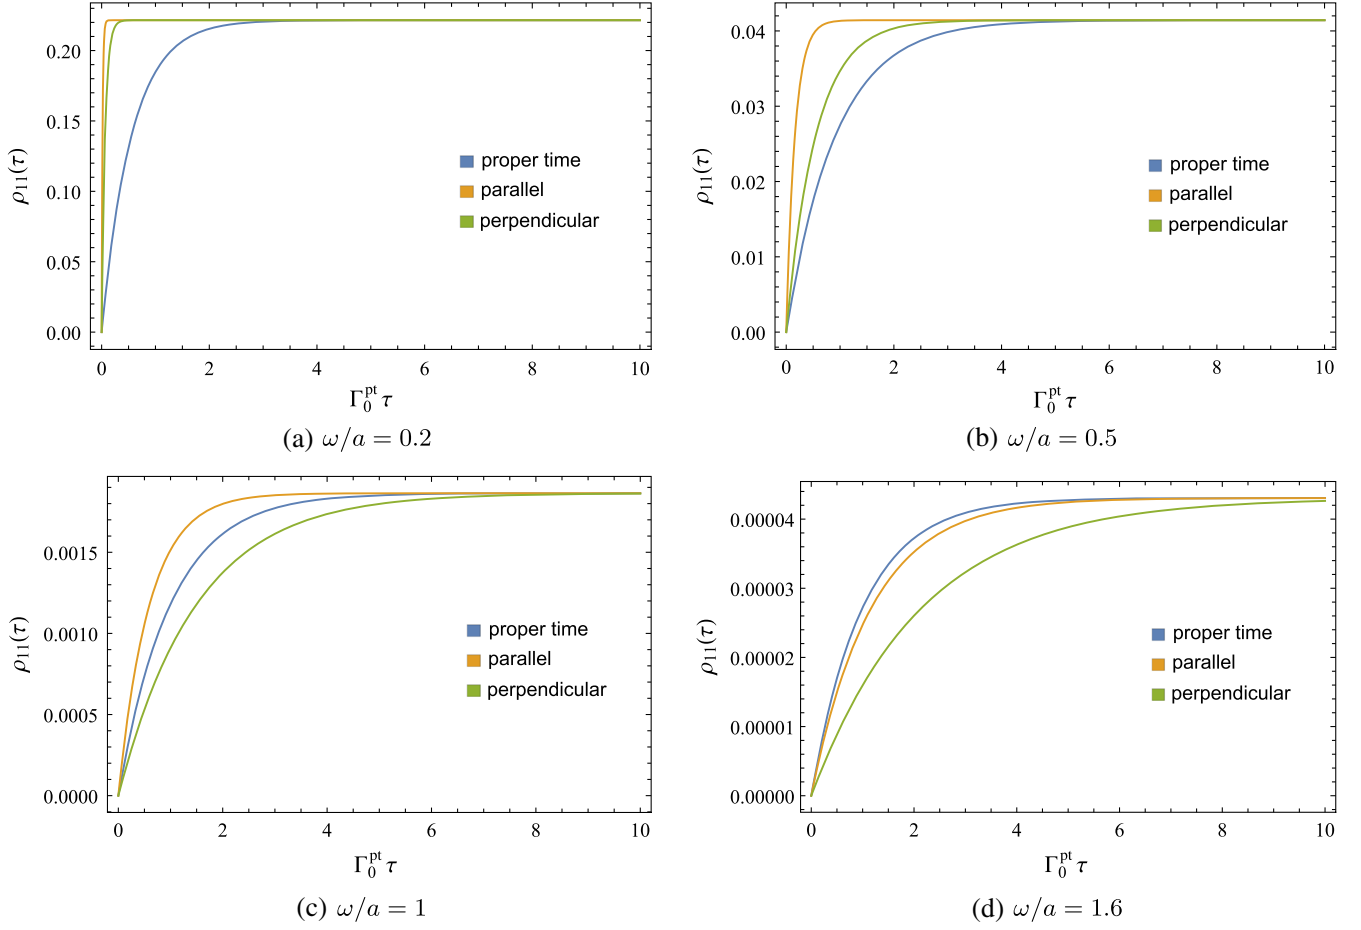 ρ₁₁(τ)
0.20
0.15
0.10
0.05
0.00
proper time
parallel
perpendicular
0 2 4 6 8 10
Γ₀ᵖᵗ τ
(a) ω/a = 0.2
ρ₁₁(τ)
0.04
0.03
0.02
0.01
0.00
proper time
parallel
perpendicular
0 2 4 6 8 10
Γ₀ᵖᵗ τ
(b) ω/a = 0.5
ρ₁₁(τ)
0.0015
0.0010
0.0005
0.0000
proper time
parallel
perpendicular
0 2 4 6 8 10
Γ₀ᵖᵗ τ
(c) ω/a = 1
ρ₁₁(τ)
0.00004
0.00003
0.00002
0.00001
0.00000
proper time
parallel
perpendicular
0 2 4 6 8 10
Γ₀ᵖᵗ τ
(d) ω/a = 1.6